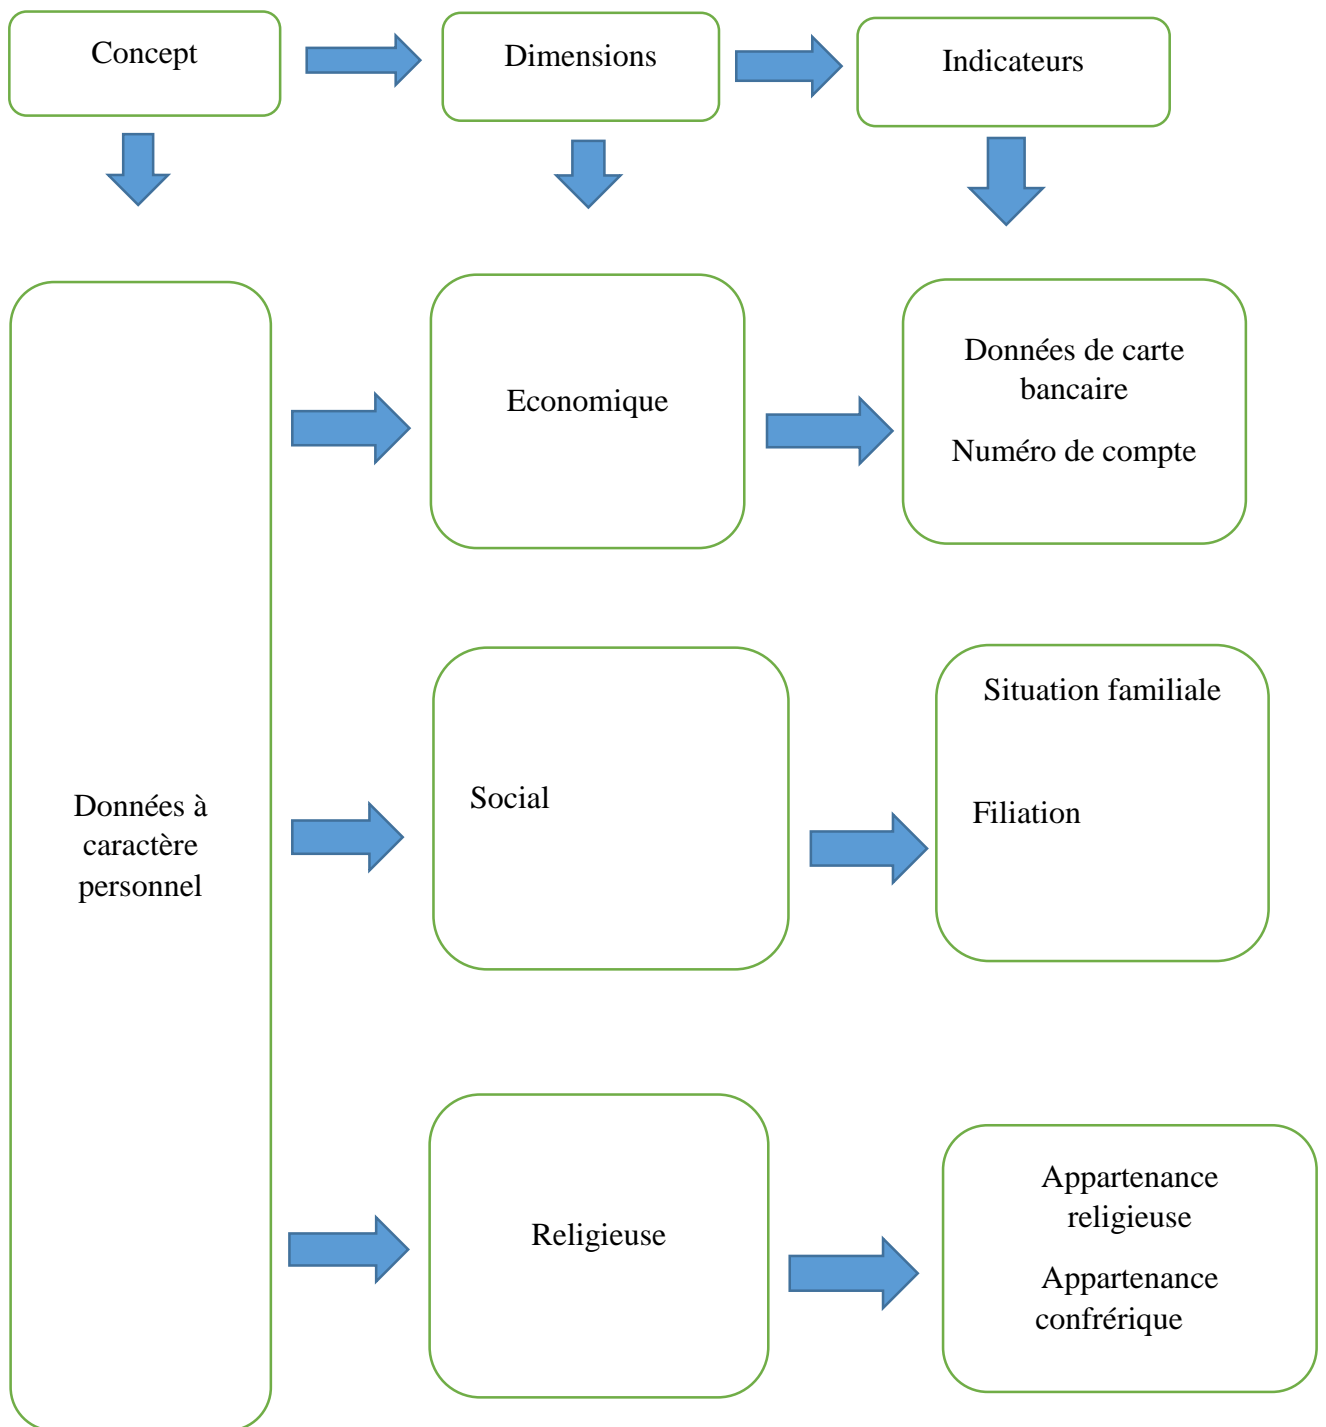 Concept
Dimensions
Indicateurs
Economique
Données de carte
bancaire
Numéro de compte
Données à
caractère
personnel
Social
Situation familiale
Filiation
Religieuse
Appartenance
religieuse
Appartenance
confrérique